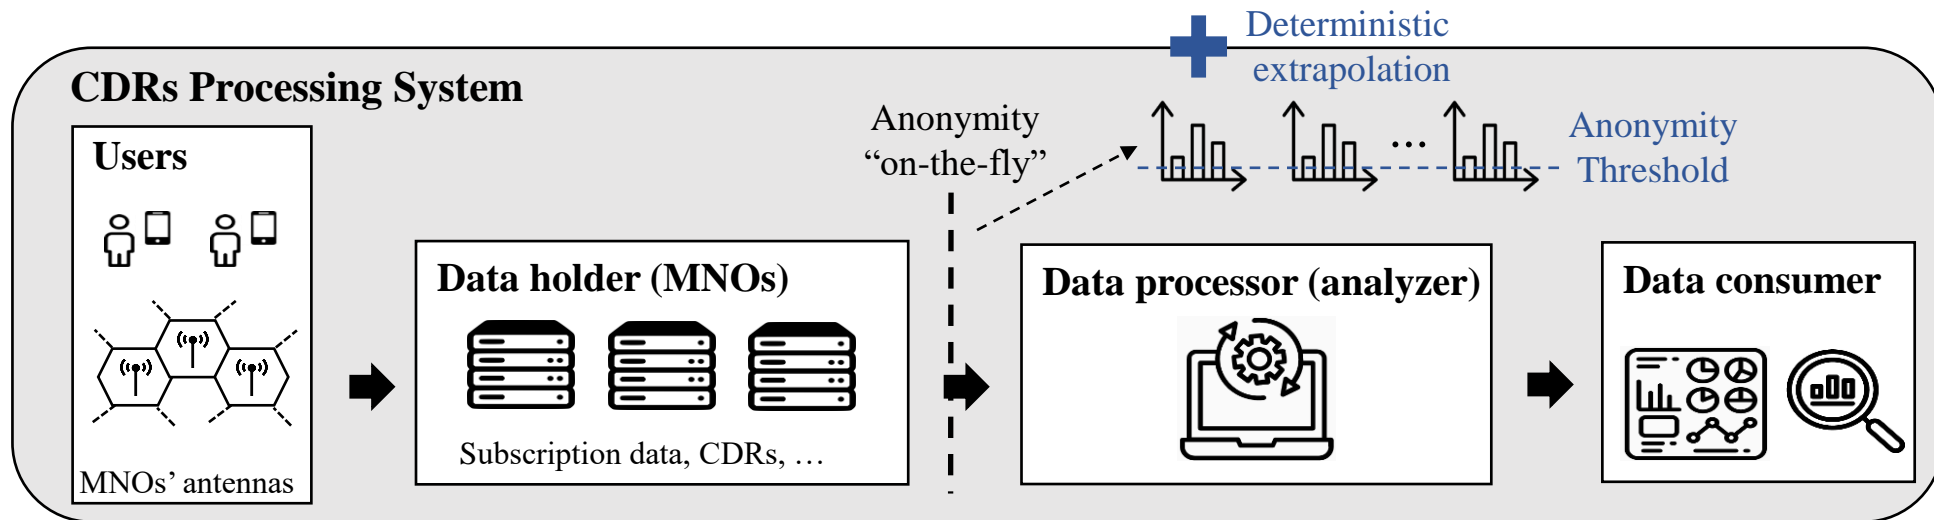 Deterministic
extrapolation
CDRs Processing System
Anonymity
“on-the-fly”
...
Anonymity
Threshold
Users
MNOs’ antennas
Data holder (MNOs)
Subscription data, CDRs, …
Data processor (analyzer)
Data consumer